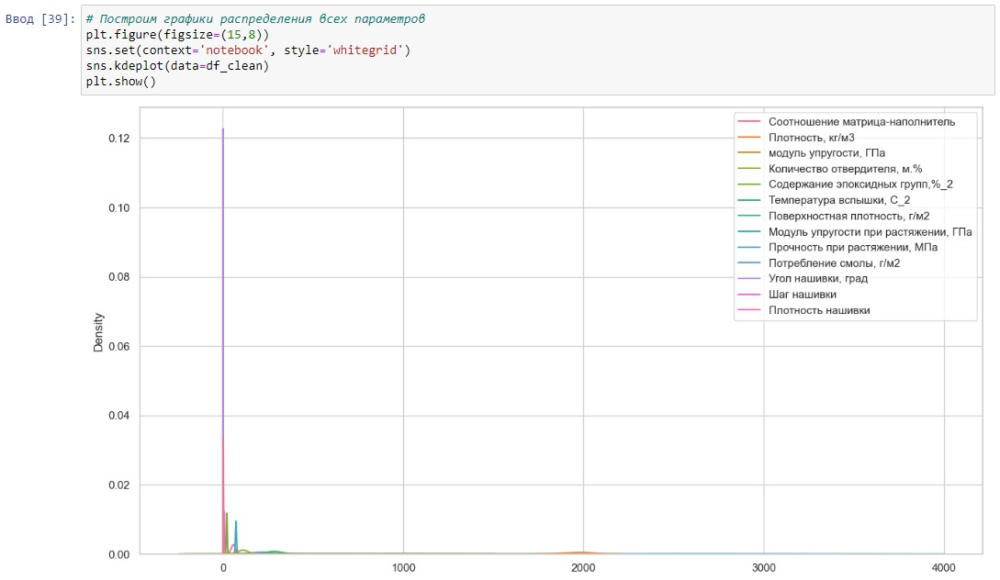 Ввод [39]:
# Построим графики распределения всех параметров
plt.figure(figsize=(15,8))
sns.set(context='notebook', style='whitegrid')
sns.kdeplot(data=df_clean)
plt.show()
Соотношение матрица-наполнитель
Плотность, кг/м3
модуль упругости, ГПа
Количество отвердителя, м.%
Содержание эпоксидных групп,%_2
Температура вспышки, С_2
Поверхностная плотность, г/м2
Модуль упругости при растяжении, ГПа
Прочность при растяжении, МПа
Потребление смолы, г/м2
Угол нашивки, град
Шаг нашивки
Плотность нашивки
Density
0.12
0.10
0.08
0.06
0.04
0.02
0.00
0
1000
2000
3000
4000